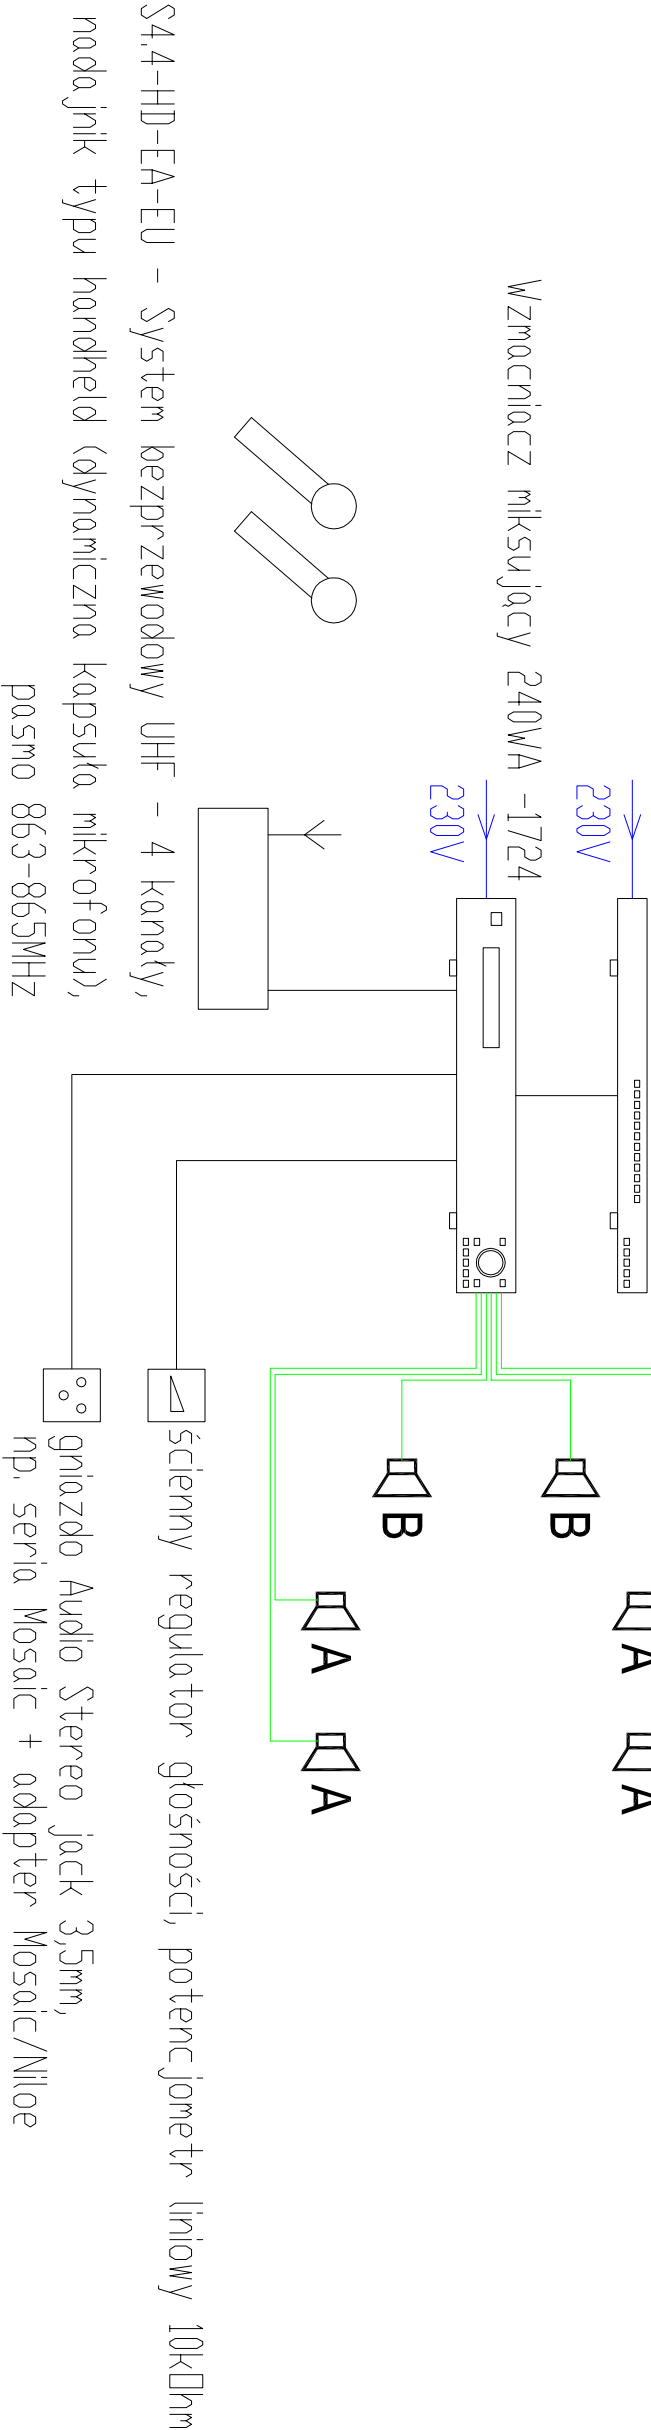 230V
Wzmacniacz miksujący 240WA -1724
230V
A
A
B
B
A
A
S4.4-HD-EA-EU - System bezprzewodowy UHF - 4 kanały,
nadajnik typu handheld (dynamiczna kapsuła mikrofonu),
pasmo 863-865MHz
ścienny regulator głośności, potencjometr liniowy 10kOhm
gniazdo Audio Stereo jack 3,5mm,
np. seria Mosaic + adapter Mosaic/Niloe